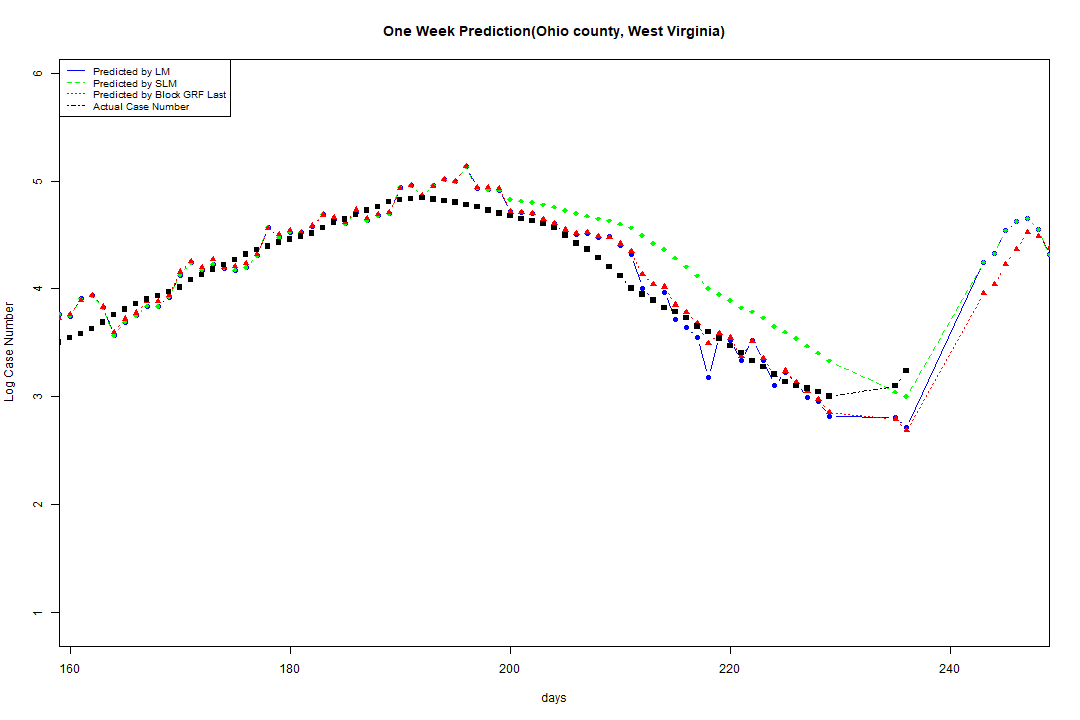 One Week Prediction(Ohio county, West Virginia)
Predicted by LM
Predicted by SLM
Predicted by Block GRF Last
Actual Case Number
6
5
4
3
2
1
Log Case Number
160 180 200 220 240
days